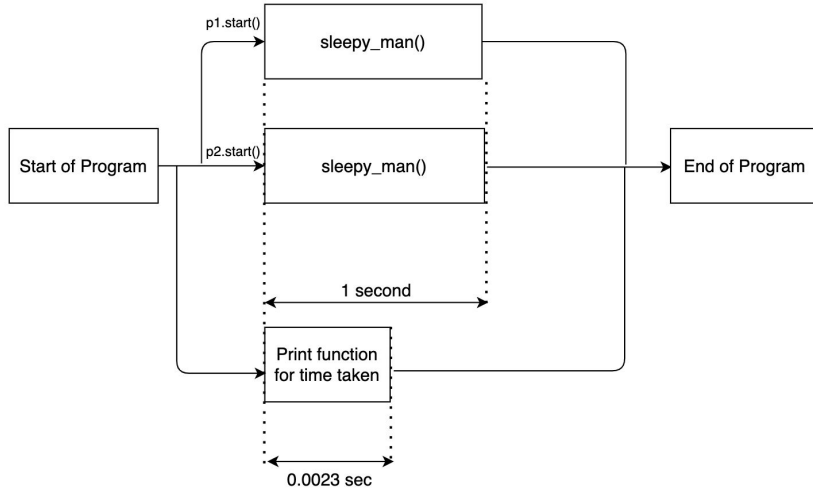 p1.start()
sleepy_man()
Start of Program
p2.start()
sleepy_man()
End of Program
1 second
Print function
for time taken
0.0023 sec